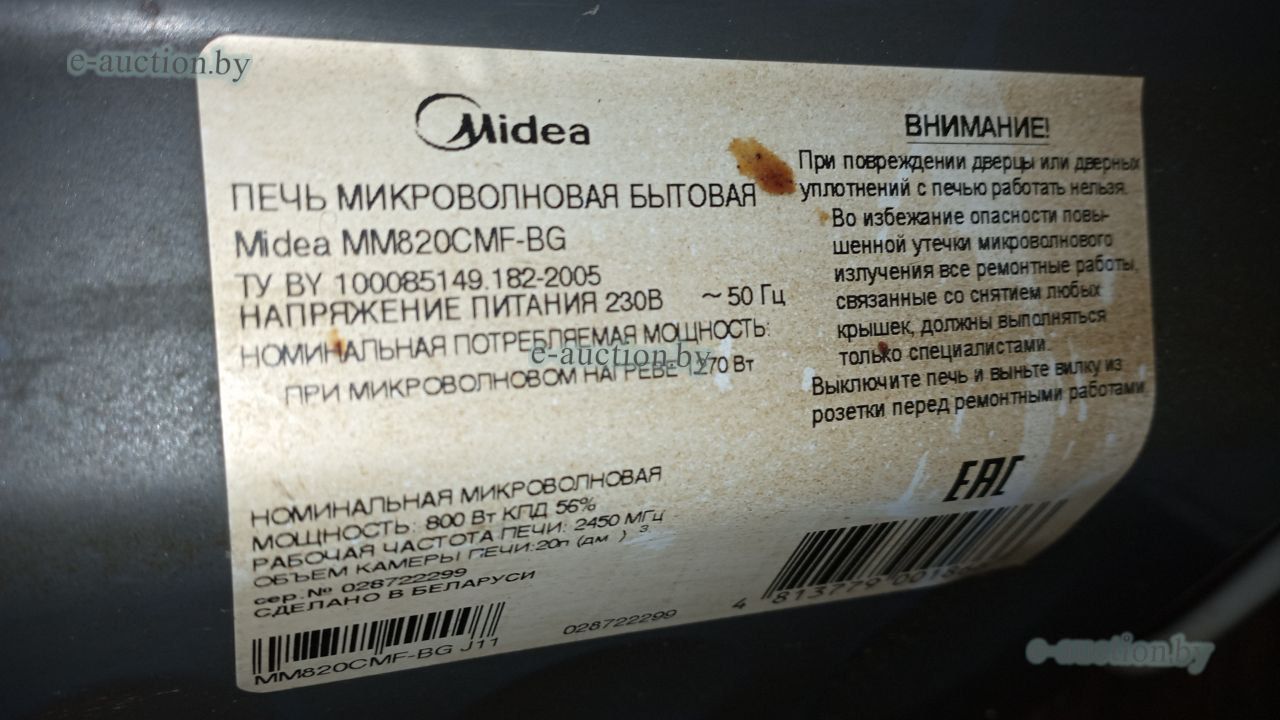 e-auction.by
Midea
ПЕЧЬ МИКРОВОЛНОВАЯ БЫТОВАЯ
Midea MM820CMF-BG
ТУ BY 100085149.182-2005
НАПРЯЖЕНИЕ ПИТАНИЯ 230В ~ 50 Гц
НОМИНАЛЬНАЯ ПОТРЕБЛЯЕМАЯ МОЩНОСТЬ:
e-auction.by
ПРИ МИКРОВОЛНОВОМ НАГРЕВЕ 1270 Вт
НОМИНАЛЬНАЯ МИКРОВОЛНОВАЯ
МОЩНОСТЬ: 800 Вт КПД 56%
РАБОЧАЯ ЧАСТОТА ПЕЧИ: 2450 МГц
ОБЪЕМ КАМЕРЫ ПЕЧИ:20л (дм ) 3
сер.№ 028722299
СДЕЛАНО В БЕЛАРУСИ
MM820CMF-BG J11
028722299
ВНИМАНИЕ!
При повреждении дверцы или дверных
уплотнений с печью работать нельзя.
Во избежание опасности повы-
шенной утечки микроволнового
излучения все ремонтные работы,
связанные со снятием любых
крышек, должны выполняться
только специалистами.
Выключите печь и выньте вилку из
розетки перед ремонтными работами
EAC
4 813779 0018
e-auction.by